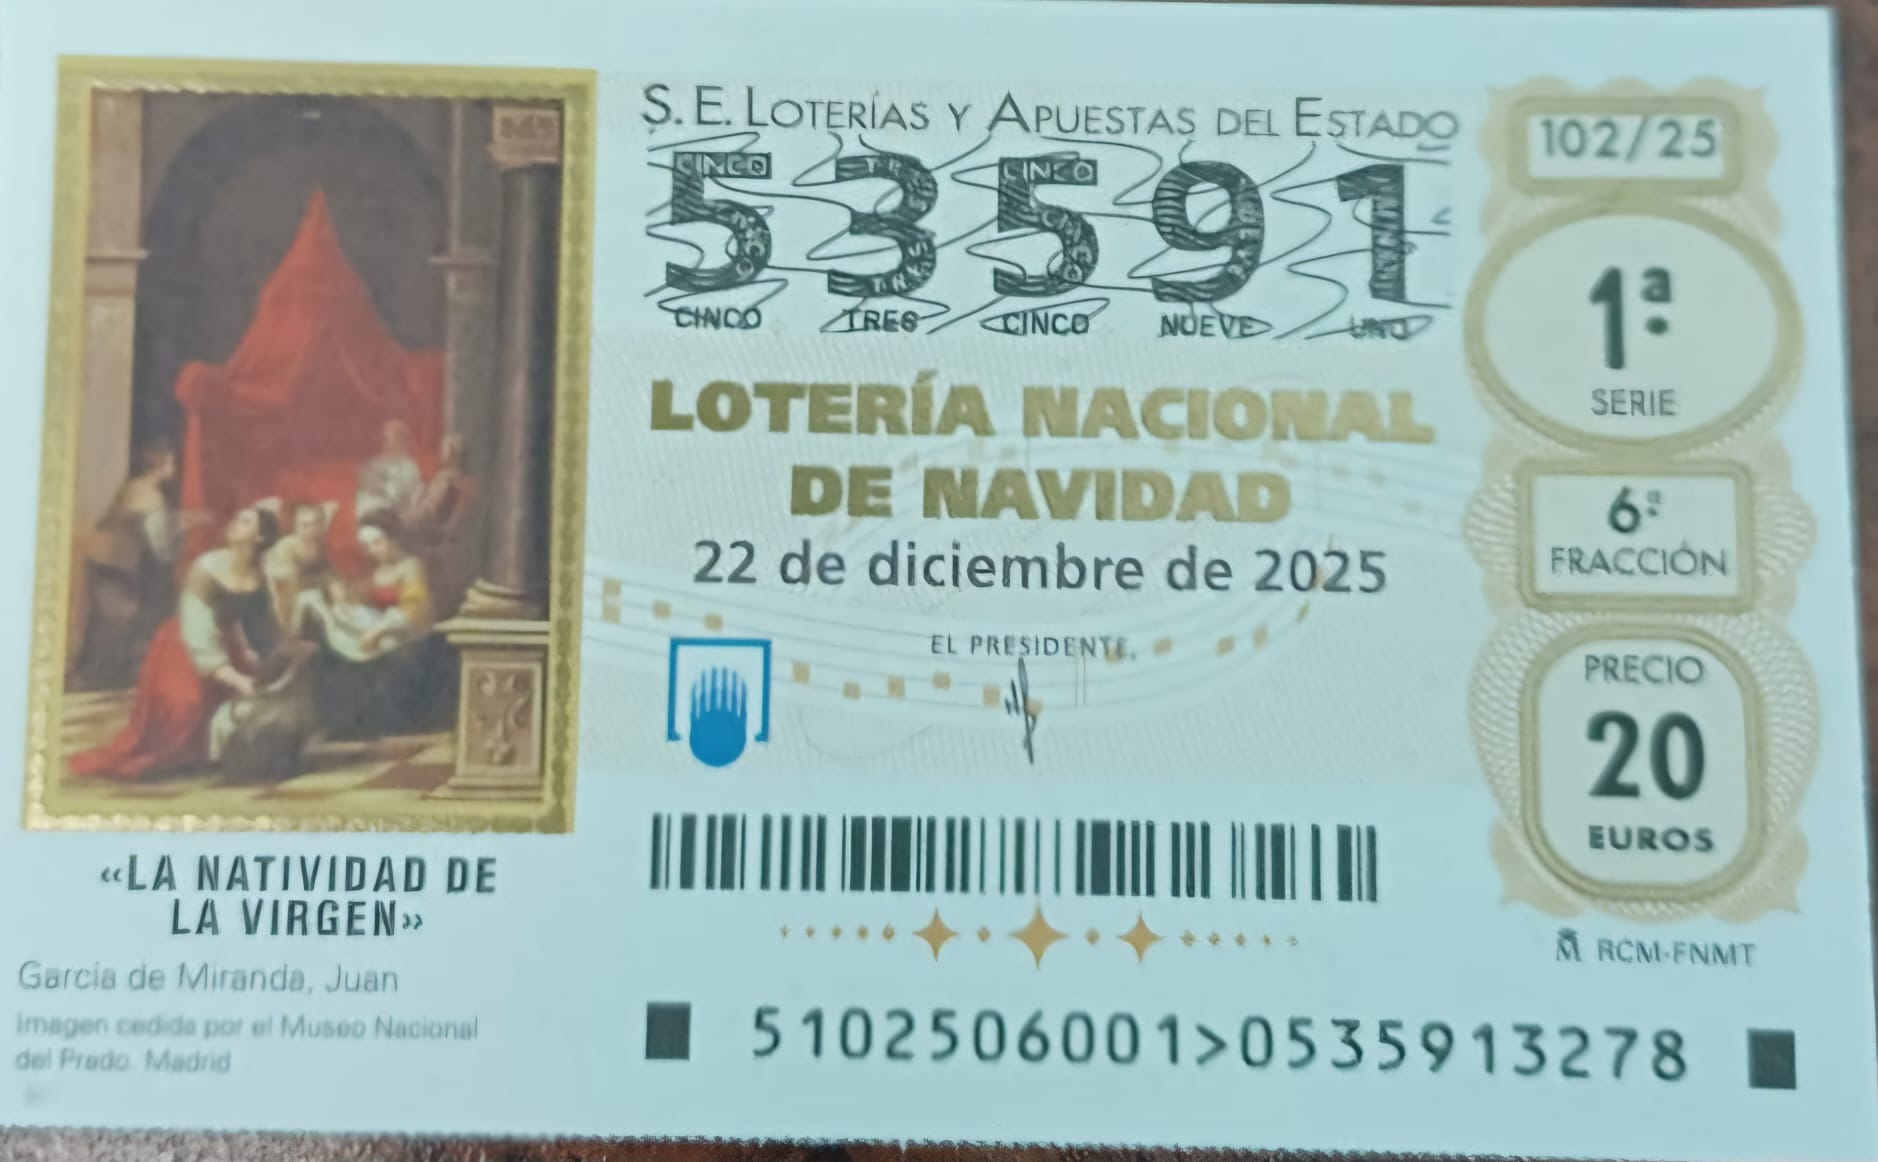 S. E. LOTERÍAS Y APUESTAS DEL ESTADO
53591
CINCO TRES CINCO NUEVE UNO
LOTERÍA NACIONAL
DE NAVIDAD
22 de diciembre de 2025
EL PRESIDENTE,
102/25
1ª
SERIE
6ª
FRACCIÓN
PRECIO
20
EUROS
RCM-FNMT
«LA NATIVIDAD DE
LA VIRGEN»
García de Miranda, Juan
Imagen cedida por el Museo Nacional
del Prado. Madrid
5102506001>0535913278